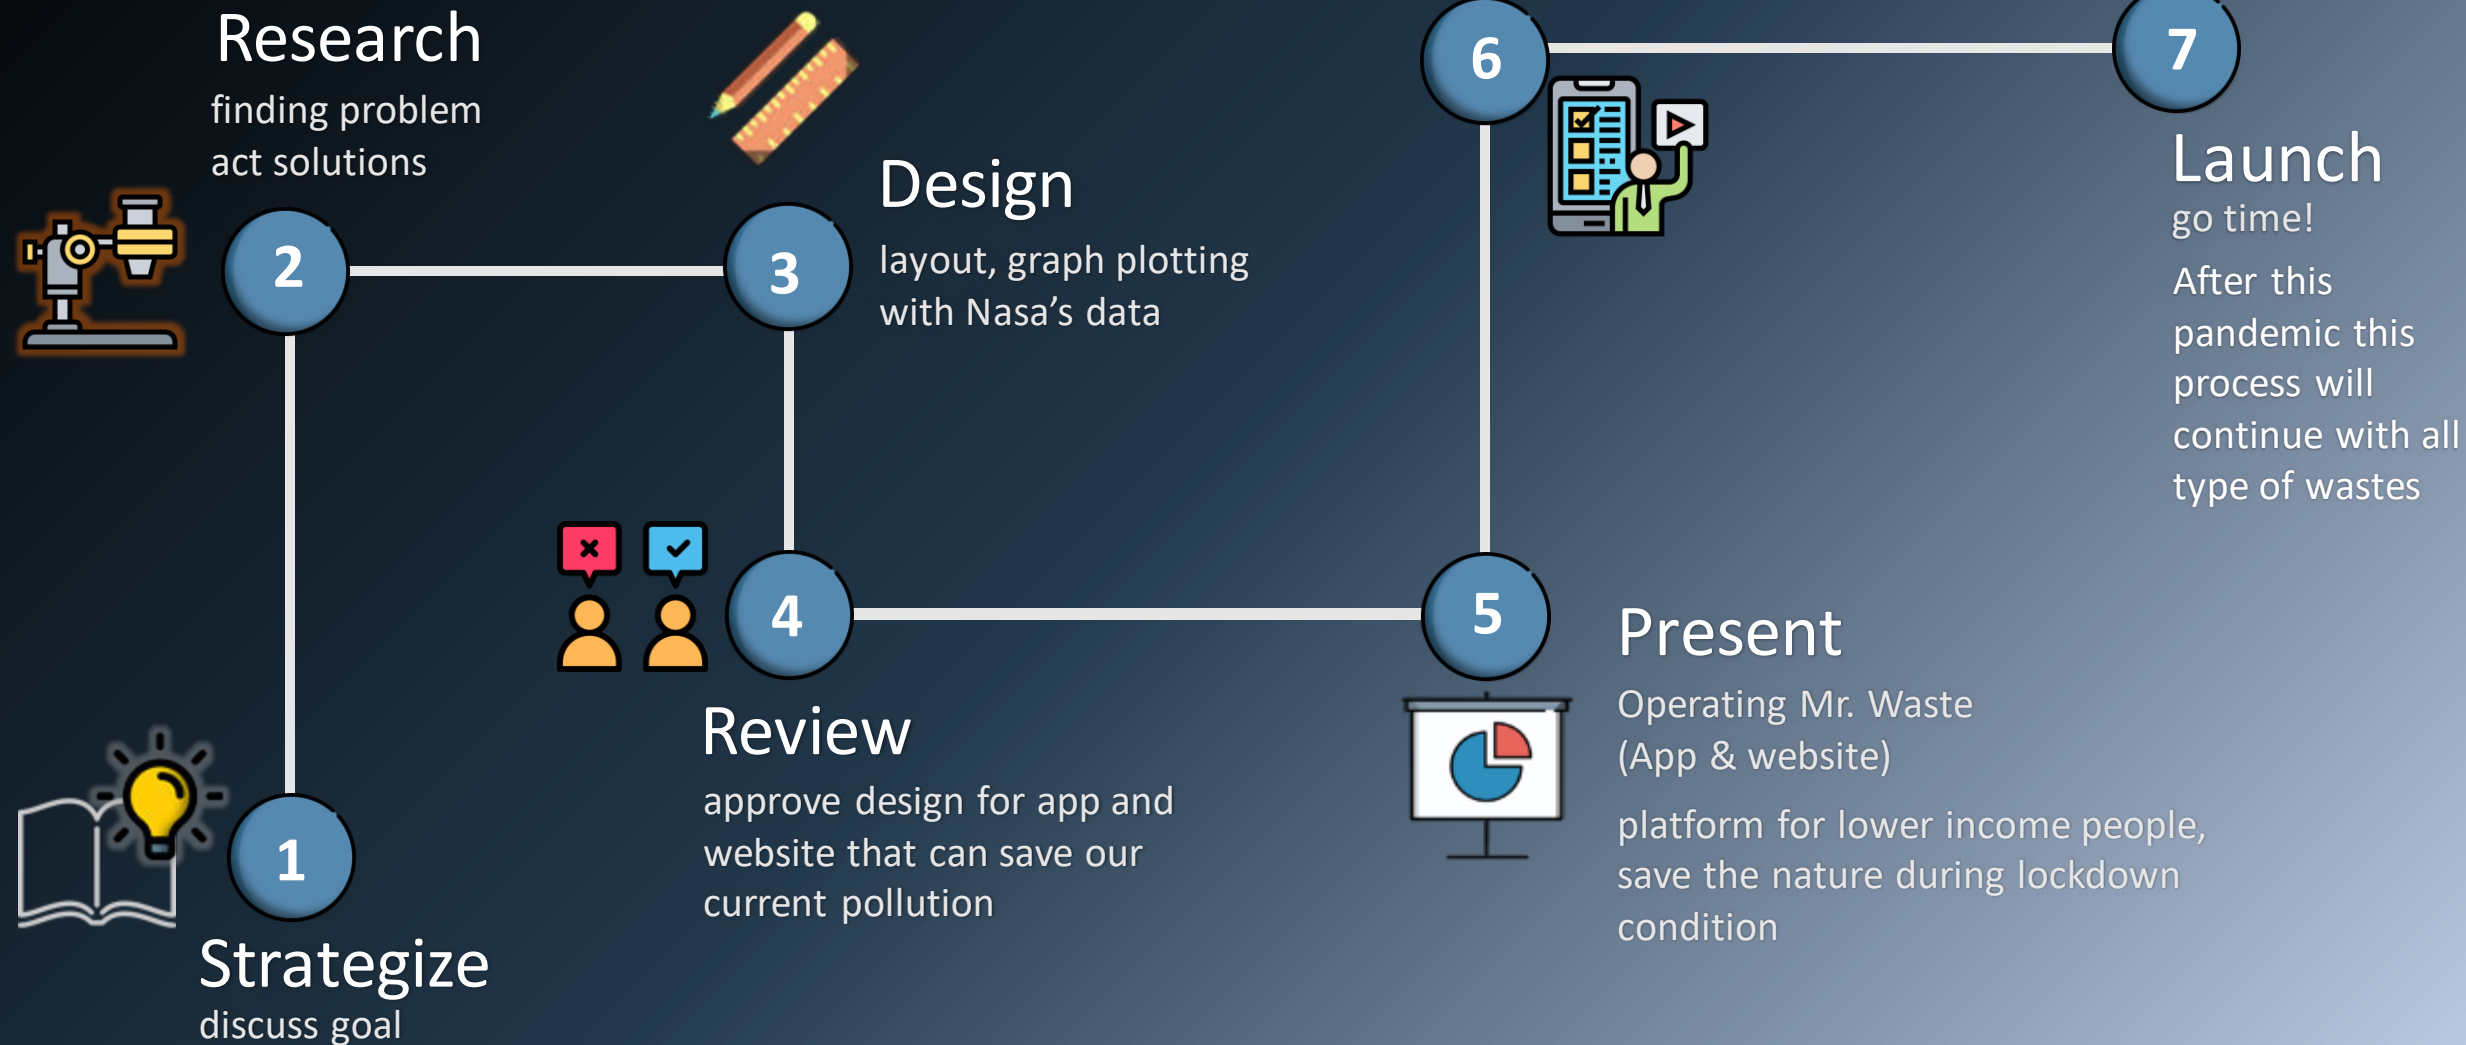 1
Strategize
discuss goal
2
Research
finding problem
act solutions
3
Design
layout, graph plotting
with Nasa’s data
4
Review
approve design for app and
website that can save our
current pollution
5
Present
Operating Mr. Waste
(App & website)
platform for lower income people,
save the nature during lockdown
condition
6
7
Launch
go time!
After this
pandemic this
process will
continue with all
type of wastes